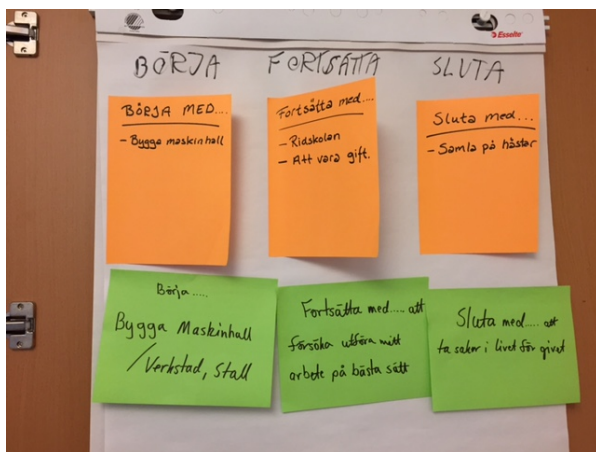 Esselte
BÖRJA FORTSÄTTA SLUTA
BÖRJA MED....
- Bygga maskinhall
Fortsätta med....
- Ridskolan
- Att vara gift.
Sluta med...
- Samla på hästar
Börja.....
Bygga Maskinhall
/Verkstad, Stall
Fortsätta med..... att
försöka utföra mitt
arbete på bästa sätt
Sluta med..... att
ta saker i livet för givet